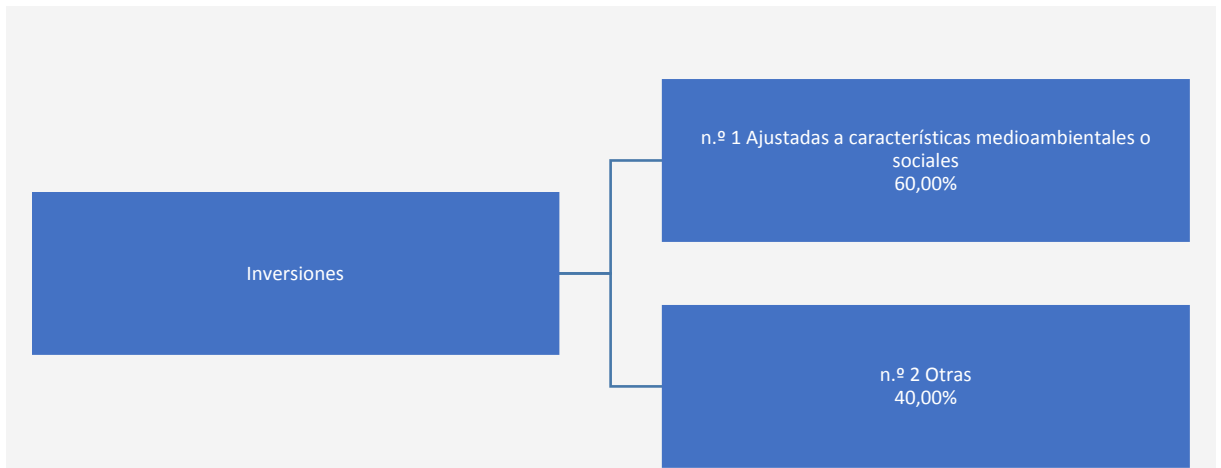 n.º 1 Ajustadas a características medioambientales o
sociales
60,00%
Inversiones
n.º 2 Otras
40,00%